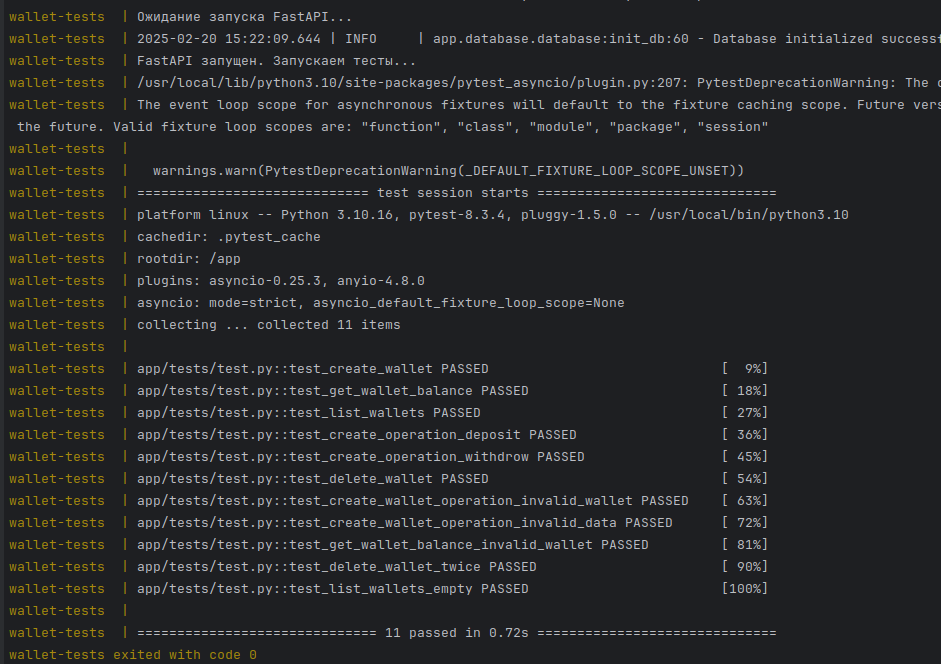 wallet-tests  | Ожидание запуска FastAPI...
wallet-tests  | 2025-02-20 15:22:09.644 | INFO     | app.database.database:init_db:60 - Database initialized successf
wallet-tests  | FastAPI запущен. Запускаем тесты...
wallet-tests  | /usr/local/lib/python3.10/site-packages/pytest_asyncio/plugin.py:207: PytestDeprecationWarning: The
wallet-tests  | The event loop scope for asynchronous fixtures will default to the fixture caching scope. Future vers
the future. Valid fixture loop scopes are: "function", "class", "module", "package", "session"
wallet-tests  |
wallet-tests  |   warnings.warn(PytestDeprecationWarning(_DEFAULT_FIXTURE_LOOP_SCOPE_UNSET))
wallet-tests  | ============================= test session starts ==============================
wallet-tests  | platform linux -- Python 3.10.16, pytest-8.3.4, pluggy-1.5.0 -- /usr/local/bin/python3.10
wallet-tests  | cachedir: .pytest_cache
wallet-tests  | rootdir: /app
wallet-tests  | plugins: asyncio-0.25.3, anyio-4.8.0
wallet-tests  | asyncio: mode=strict, asyncio_default_fixture_loop_scope=None
wallet-tests  | collecting ... collected 11 items
wallet-tests  |
wallet-tests  | app/tests/test.py::test_create_wallet PASSED                             [  9%]
wallet-tests  | app/tests/test.py::test_get_wallet_balance PASSED                        [ 18%]
wallet-tests  | app/tests/test.py::test_list_wallets PASSED                              [ 27%]
wallet-tests  | app/tests/test.py::test_create_operation_deposit PASSED                  [ 36%]
wallet-tests  | app/tests/test.py::test_create_operation_withdrow PASSED                 [ 45%]
wallet-tests  | app/tests/test.py::test_delete_wallet PASSED                             [ 54%]
wallet-tests  | app/tests/test.py::test_create_wallet_operation_invalid_wallet PASSED    [ 63%]
wallet-tests  | app/tests/test.py::test_create_wallet_operation_invalid_data PASSED      [ 72%]
wallet-tests  | app/tests/test.py::test_get_wallet_balance_invalid_wallet PASSED         [ 81%]
wallet-tests  | app/tests/test.py::test_delete_wallet_twice PASSED                       [ 90%]
wallet-tests  | app/tests/test.py::test_list_wallets_empty PASSED                        [100%]
wallet-tests  |
wallet-tests  | ============================== 11 passed in 0.72s ==============================
wallet-tests exited with code 0